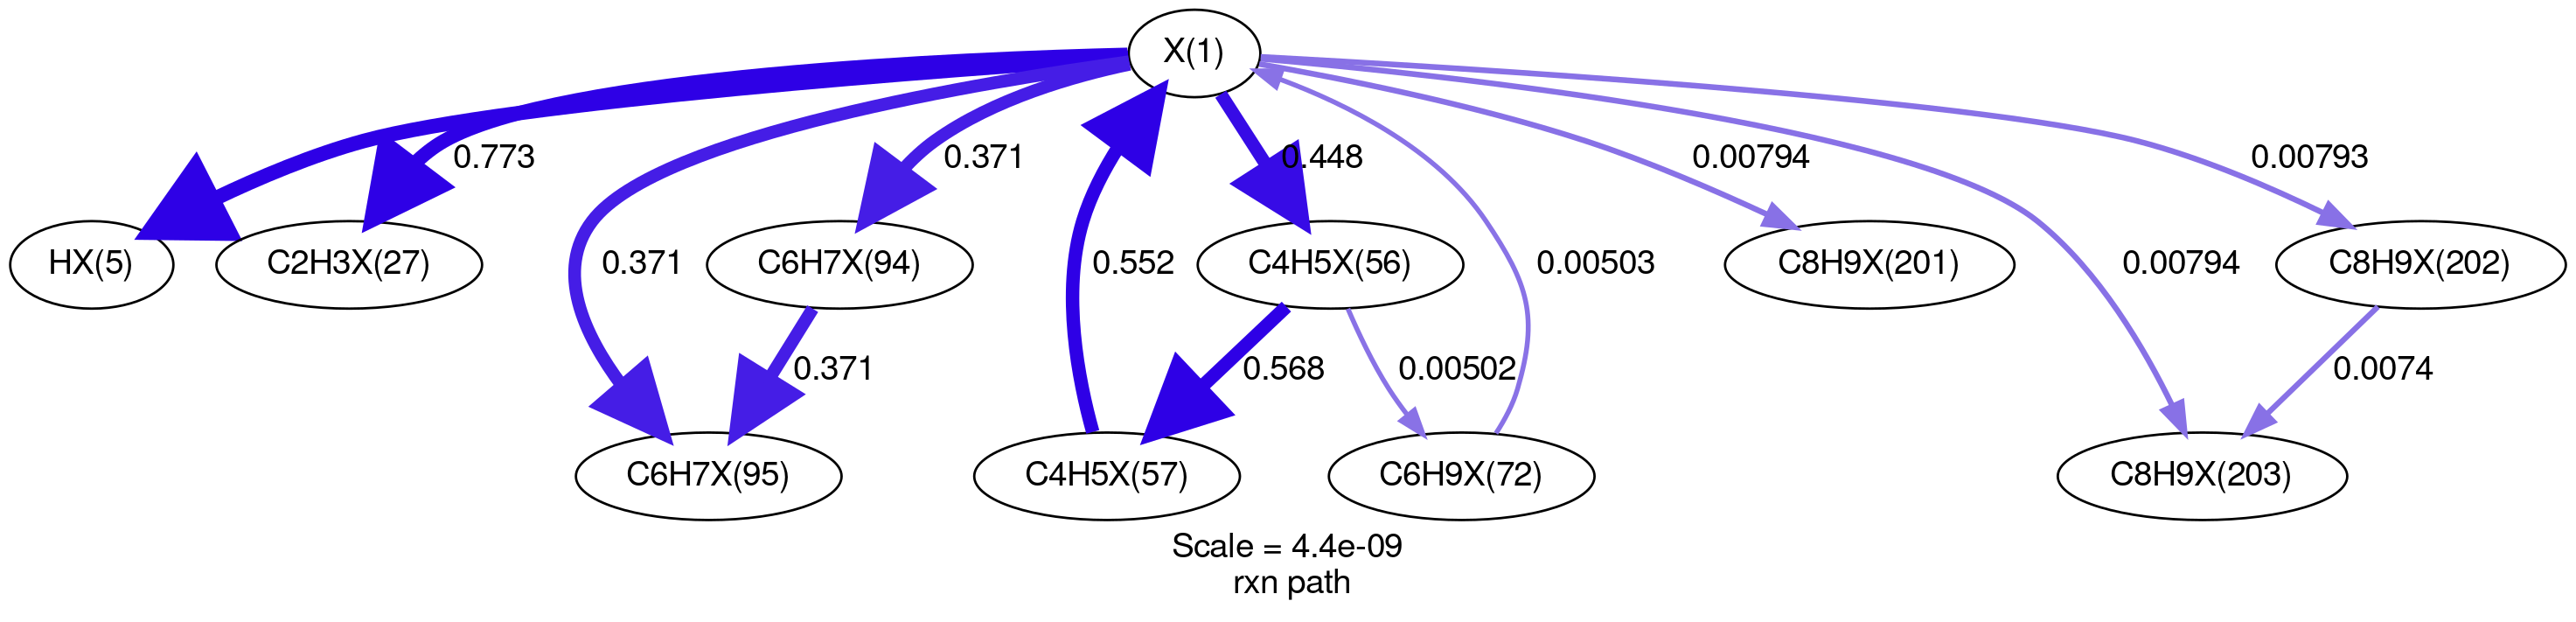 X(1)
0.773
0.371
0.448
0.00794
0.00793
HX(5)
C2H3X(27)
0.371
C6H7X(94)
0.552
C4H5X(56)
0.00503
C8H9X(201)
0.00794
C8H9X(202)
0.371
0.568
0.00502
0.0074
C6H7X(95)
C4H5X(57)
C6H9X(72)
C8H9X(203)
Scale = 4.4e-09
rxn path